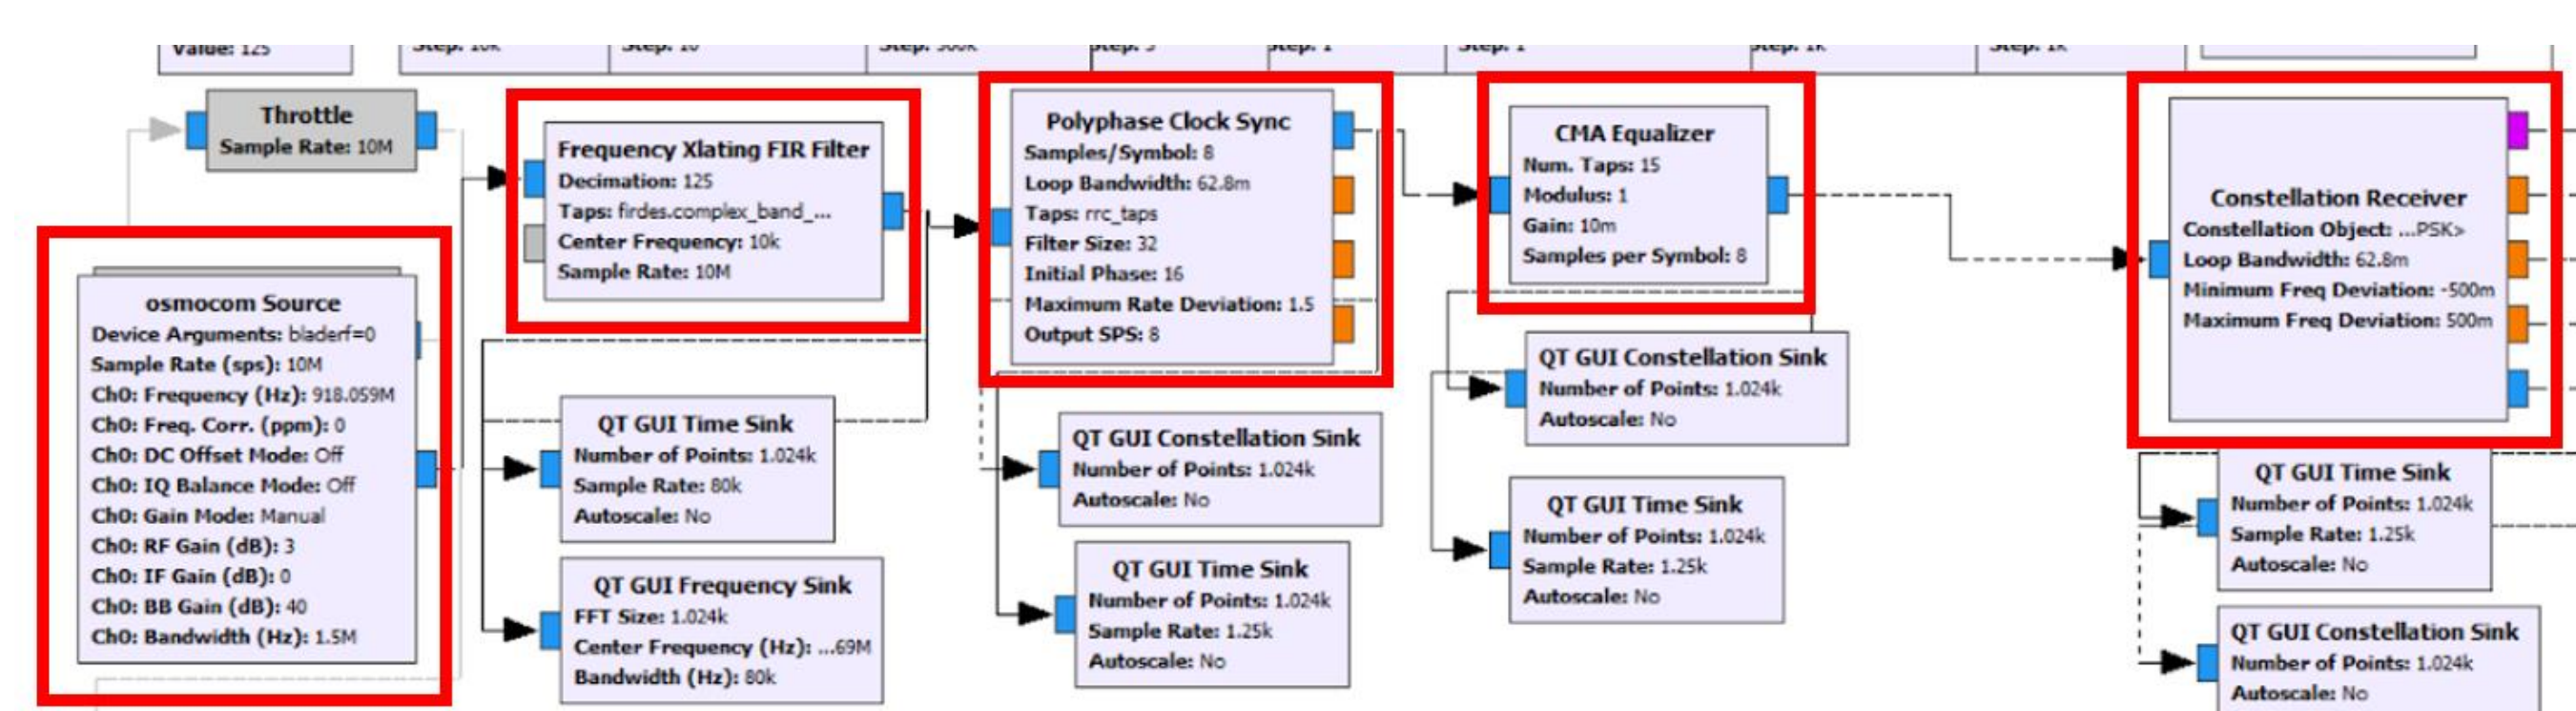 Value: 125
Step: 10k
Step: 10
Step: 500k
Step: 5
Step: 1
Step: 1
Step: 1k
Step: 1k
Throttle
Sample Rate: 10M
osmocom Source
Device Arguments: bladerf=0
Sample Rate (sps): 10M
Ch0: Frequency (Hz): 918.059M
Ch0: Freq. Corr. (ppm): 0
Ch0: DC Offset Mode: Off
Ch0: IQ Balance Mode: Off
Ch0: Gain Mode: Manual
Ch0: RF Gain (dB): 3
Ch0: IF Gain (dB): 0
Ch0: BB Gain (dB): 40
Ch0: Bandwidth (Hz): 1.5M
Frequency Xlating FIR Filter
Decimation: 125
Taps: firdes.complex_band_...
Center Frequency: 10k
Sample Rate: 10M
QT GUI Time Sink
Number of Points: 1.024k
Sample Rate: 80k
Autoscale: No
QT GUI Frequency Sink
FFT Size: 1.024k
Center Frequency (Hz): ...69M
Bandwidth (Hz): 80k
Polyphase Clock Sync
Samples/Symbol: 8
Loop Bandwidth: 62.8m
Taps: rrc_taps
Filter Size: 32
Initial Phase: 16
Maximum Rate Deviation: 1.5
Output SPS: 8
QT GUI Constellation Sink
Number of Points: 1.024k
Autoscale: No
QT GUI Time Sink
Number of Points: 1.024k
Sample Rate: 1.25k
Autoscale: No
CMA Equalizer
Num. Taps: 15
Modulus: 1
Gain: 10m
Samples per Symbol: 8
QT GUI Constellation Sink
Number of Points: 1.024k
Autoscale: No
QT GUI Time Sink
Number of Points: 1.024k
Sample Rate: 1.25k
Autoscale: No
Constellation Receiver
Constellation Object: ...PSK>
Loop Bandwidth: 62.8m
Minimum Freq Deviation: -500m
Maximum Freq Deviation: 500m
QT GUI Time Sink
Number of Points: 1.024k
Sample Rate: 1.25k
Autoscale: No
QT GUI Constellation Sink
Number of Points: 1.024k
Autoscale: No